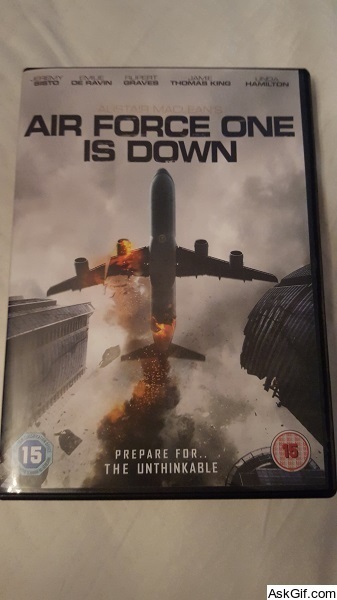 JEREMY SISTO EMILIE DE RAVIN RUPERT GRAVES JAMIE THOMAS KING LINDA HAMILTON
ALISTAIR MACLEAN'S
AIR FORCE ONE
IS DOWN
PREPARE FOR..
THE UNTHINKABLE
15
15
AskGif.com